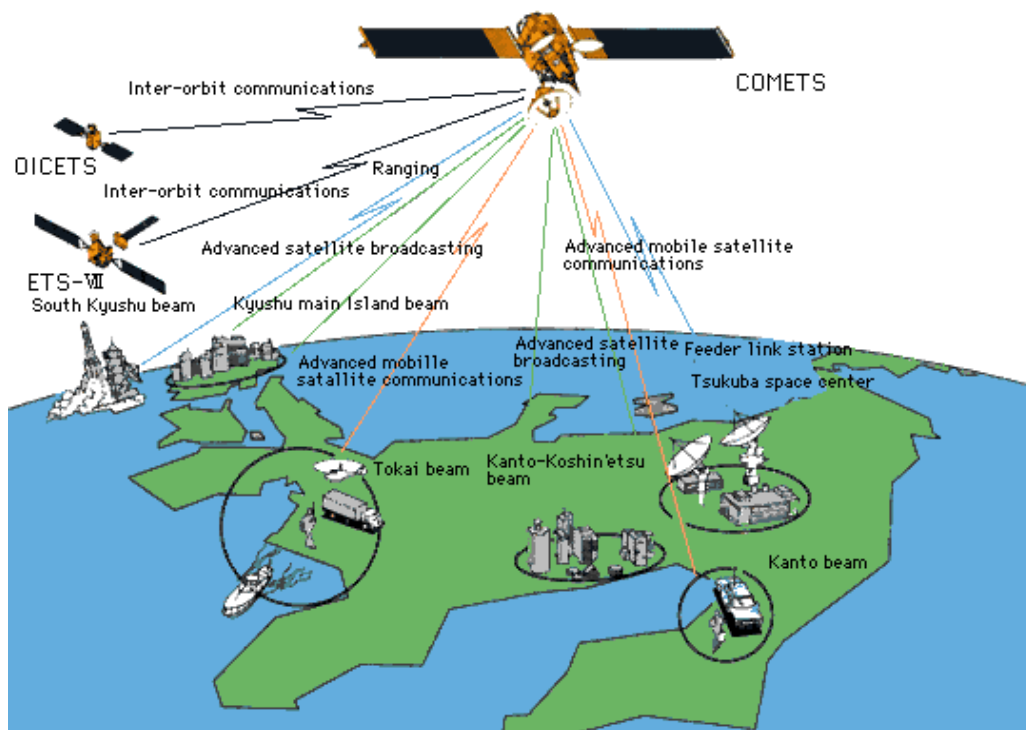 COMETS
Inter-orbit communications
OICETS
Ranging
Inter-orbit communications
Advanced satellite broadcasting
Advanced mobile satellite
communications
ETS-Ⅶ
South Kyushu beam
Kyushu main Island beam
Advanced mobille
satallite communications
Advanced satellite
broadcasting
Feeder link station
Tsukuba space center
Tokai beam
Kanto-Koshin'etsu
beam
Kanto beam